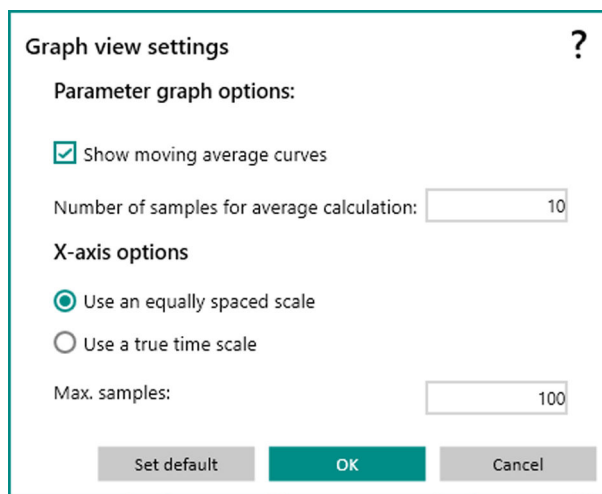 Graph view settings ?
Parameter graph options:
Show moving average curves
Number of samples for average calculation: 10
X-axis options
Use an equally spaced scale
Use a true time scale
Max. samples: 100
Set default OK Cancel